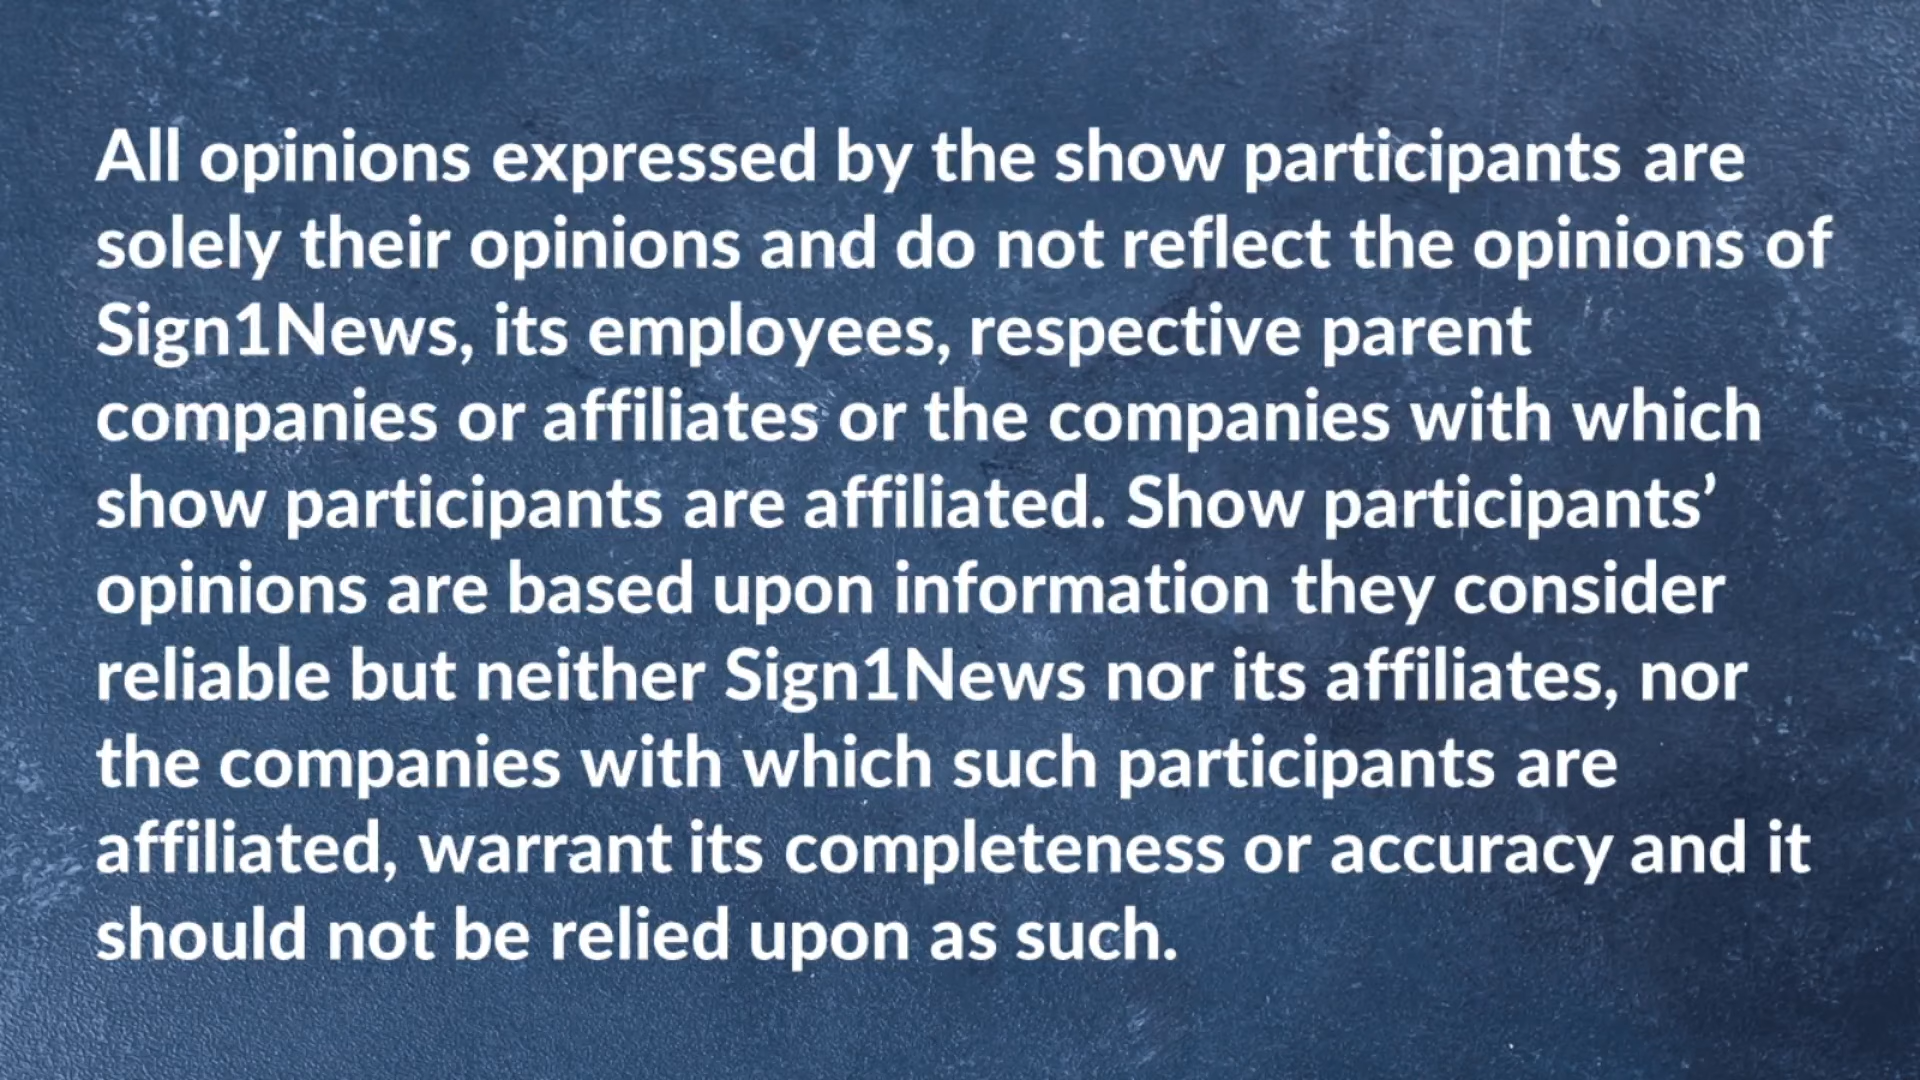 All opinions expressed by the show participants are
solely their opinions and do not reflect the opinions of
Sign1News, its employees, respective parent
companies or affiliates or the companies with which
show participants are affiliated. Show participants’
opinions are based upon information they consider
reliable but neither Sign1News nor its affiliates, nor
the companies with which such participants are
affiliated, warrant its completeness or accuracy and it
should not be relied upon as such.